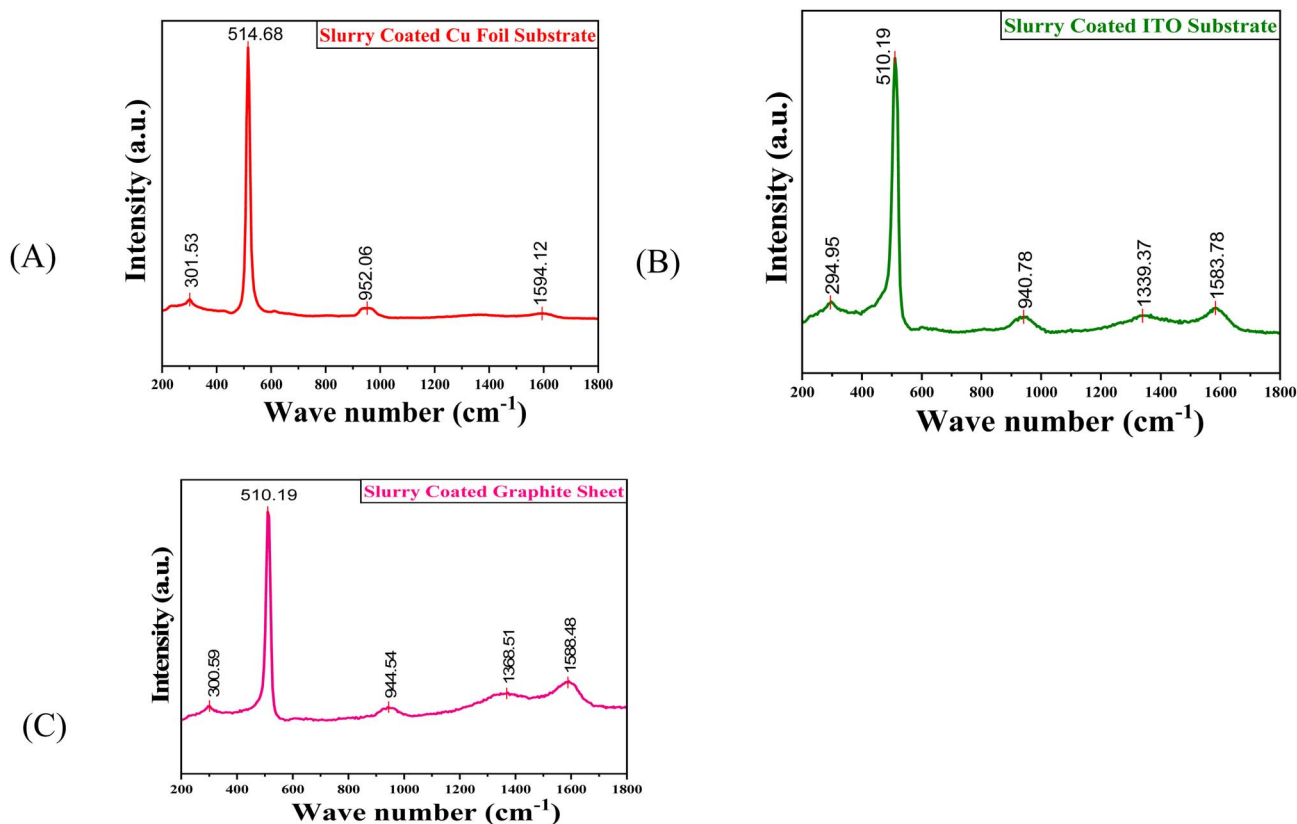 (A)
Slurry Coated Cu Foil Substrate
514.68
301.53
952.06
1594.12
Intensity (a.u.)
200 400 600 800 1000 1200 1400 1600 1800
Wave number (cm⁻¹)
(B)
Slurry Coated ITO Substrate
510.19
294.95
940.78
1339.37
1583.78
Intensity (a.u.)
200 400 600 800 1000 1200 1400 1600 1800
Wave number (cm⁻¹)
(C)
Slurry Coated Graphite Sheet
510.19
300.59
944.54
1368.51
1588.48
Intensity (a.u.)
200 400 600 800 1000 1200 1400 1600 1800
Wave number (cm⁻¹)